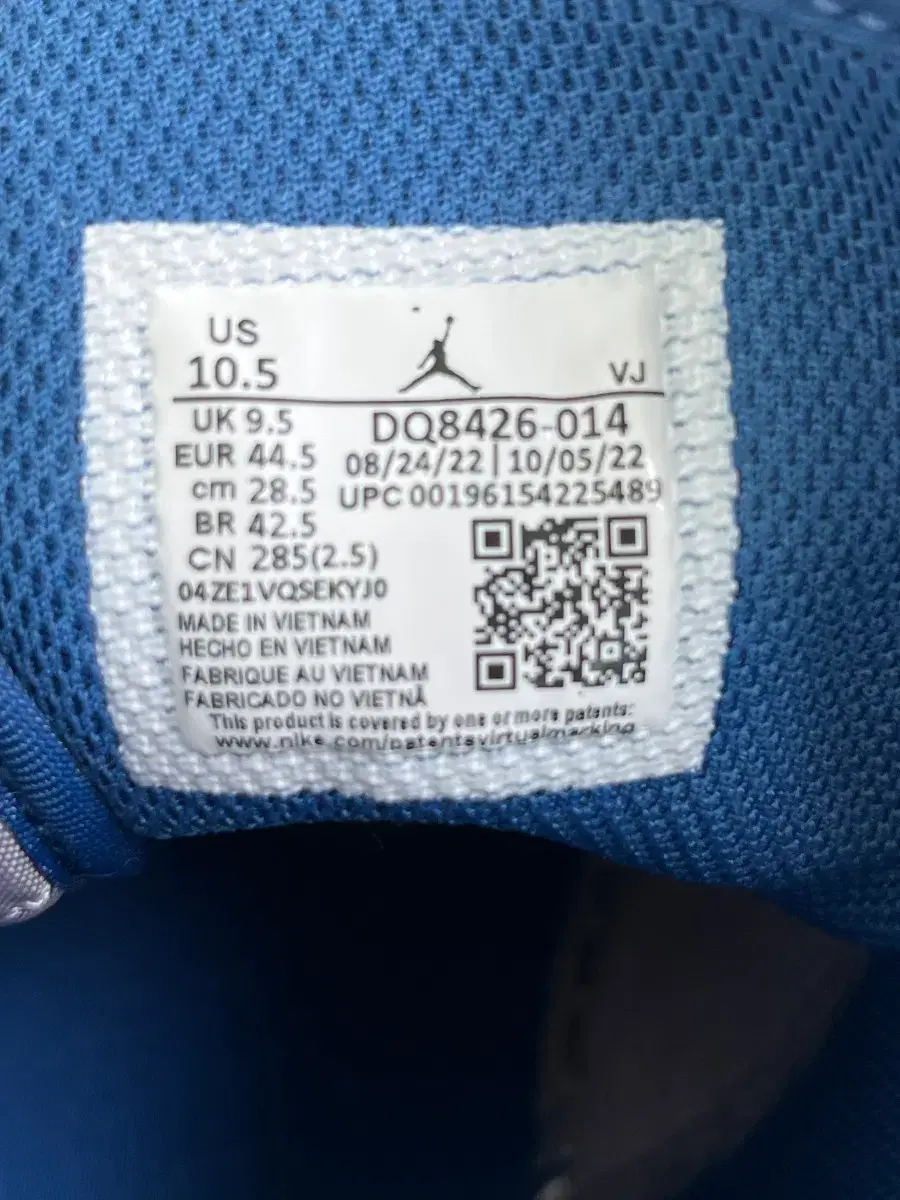 US
10.5
VJ
UK 9.5
DQ8426-014
EUR 44.5
08/24/22 | 10/05/22
cm 28.5
UPC 00196154225489
BR 42.5
CN 285(2.5)
04ZE1VQSEKYJ0
MADE IN VIETNAM
HECHO EN VIETNAM
FABRIQUE AU VIETNAM
FABRICADO NO VIETNÃ
This product is covered by one or more patents:
www.nike.com/patentsvirtualmarking